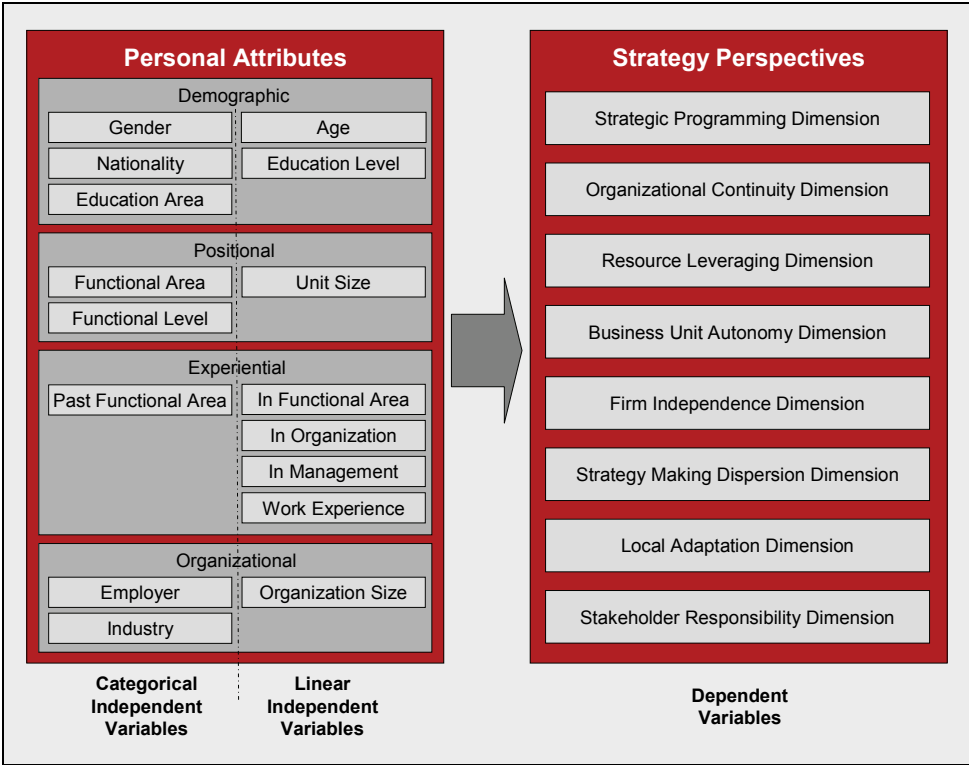 Personal Attributes
Demographic
Gender
Age
Nationality
Education Level
Education Area
Positional
Functional Area
Unit Size
Functional Level
Experiential
Past Functional Area
In Functional Area
In Organization
In Management
Work Experience
Organizational
Employer
Organization Size
Industry
Categorical
Independent
Variables
Linear
Independent
Variables
Strategy Perspectives
Strategic Programming Dimension
Organizational Continuity Dimension
Resource Leveraging Dimension
Business Unit Autonomy Dimension
Firm Independence Dimension
Strategy Making Dispersion Dimension
Local Adaptation Dimension
Stakeholder Responsibility Dimension
Dependent
Variables